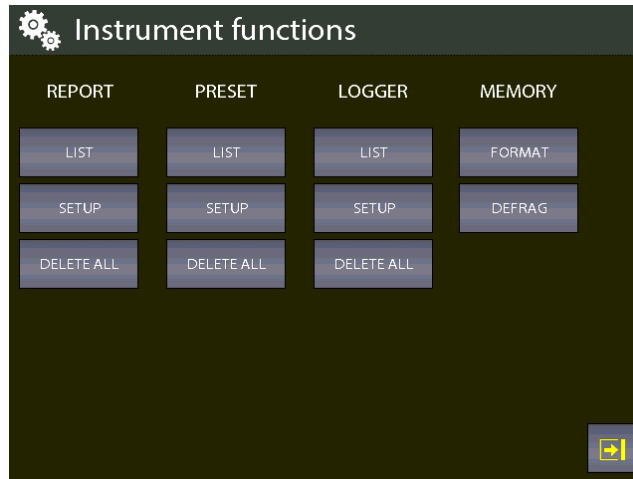 Instrument functions
REPORT PRESET LOGGER MEMORY
LIST LIST LIST FORMAT
SETUP SETUP SETUP DEFRAG
DELETE ALL DELETE ALL DELETE ALL